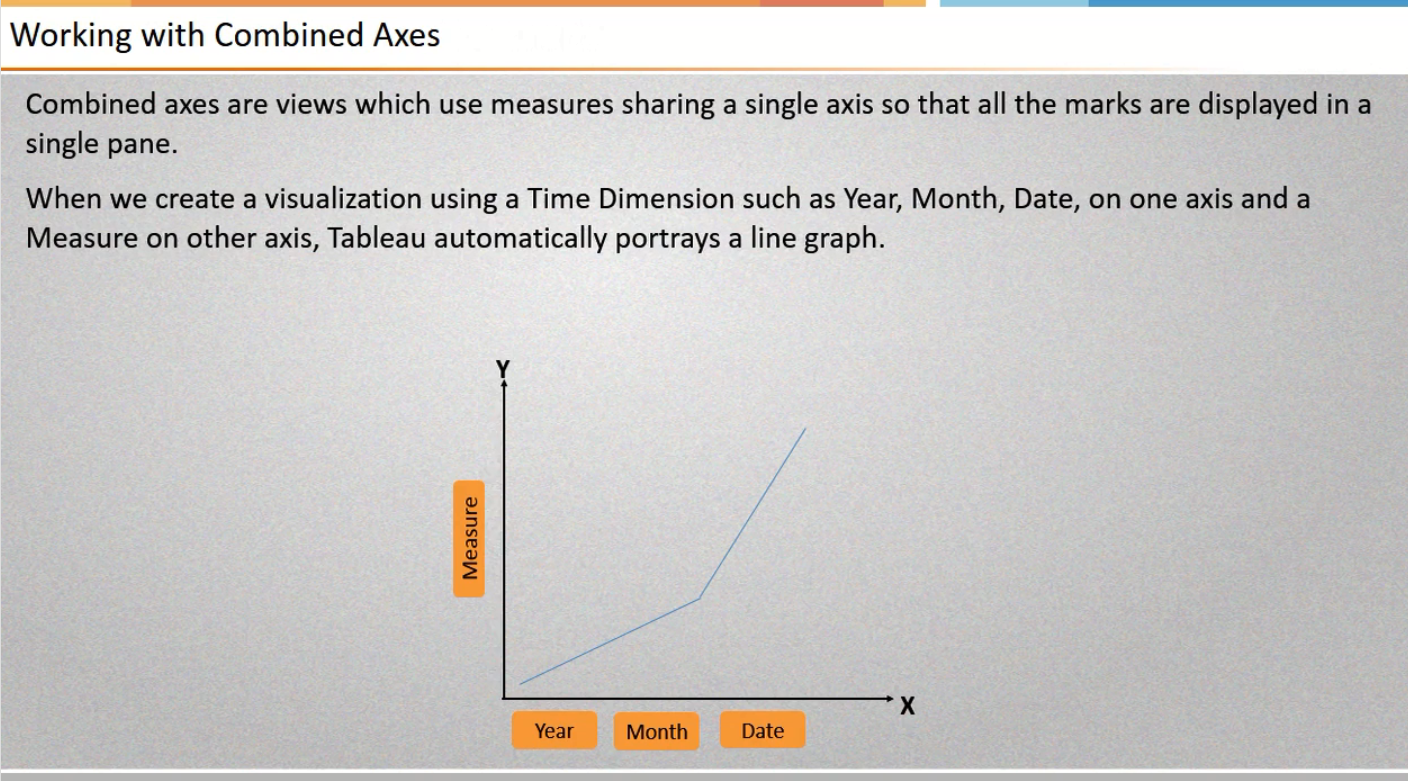 Working with Combined Axes
Combined axes are views which use measures sharing a single axis so that all the marks are displayed in a
single pane.
When we create a visualization using a Time Dimension such as Year, Month, Date, on one axis and a
Measure on other axis, Tableau automatically portrays a line graph.
Y
Measure
X
Year Month Date